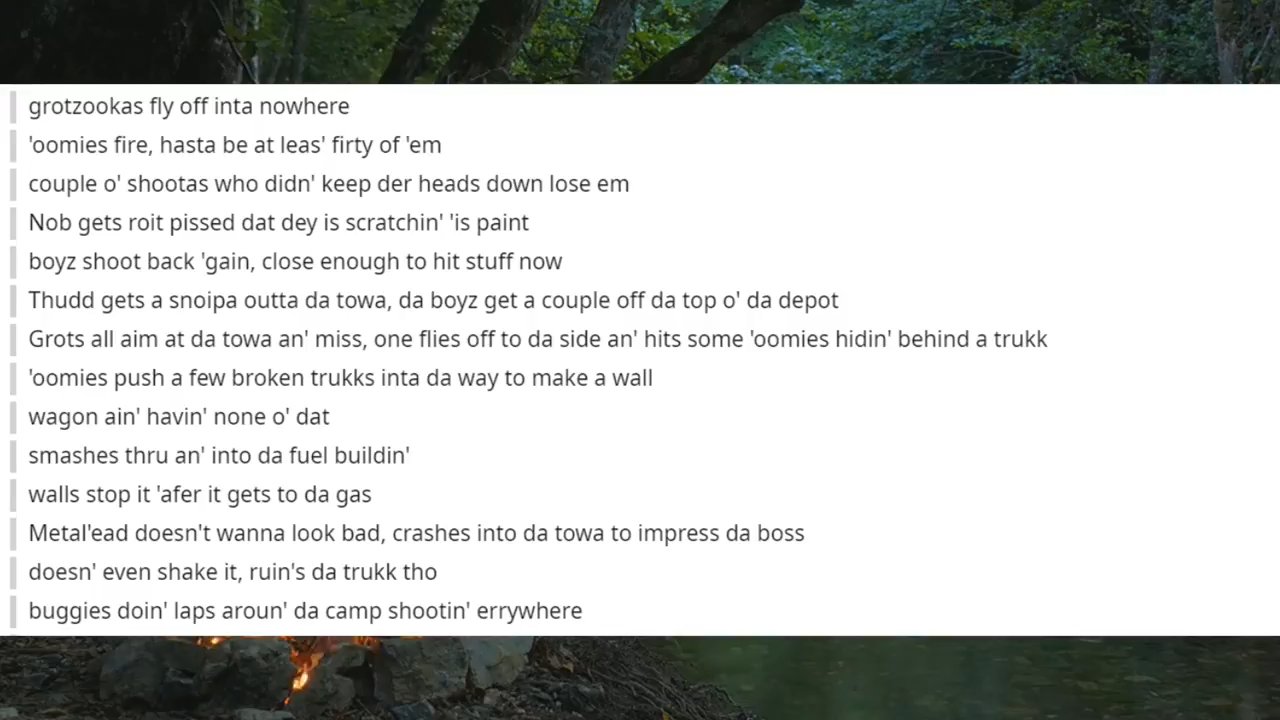 grotzookas fly off inta nowhere
'oomies fire, hasta be at leas' firty of 'em
couple o' shootas who didn' keep der heads down lose em
Nob gets roit pissed dat dey is scratchin' 'is paint
boyz shoot back 'gain, close enough to hit stuff now
Thudd gets a snoipa outta da towa, da boyz get a couple off da top o' da depot
Grots all aim at da towa an' miss, one flies off to da side an' hits some 'oomies hidin' behind a trukk
'oomies push a few broken trukks inta da way to make a wall
wagon ain' havin' none o' dat
smashes thru an' into da fuel buildin'
walls stop it 'afer it gets to da gas
Metal'ead doesn't wanna look bad, crashes into da towa to impress da boss
doesn' even shake it, ruin's da trukk tho
buggies doin' laps aroun' da camp shootin' errywhere